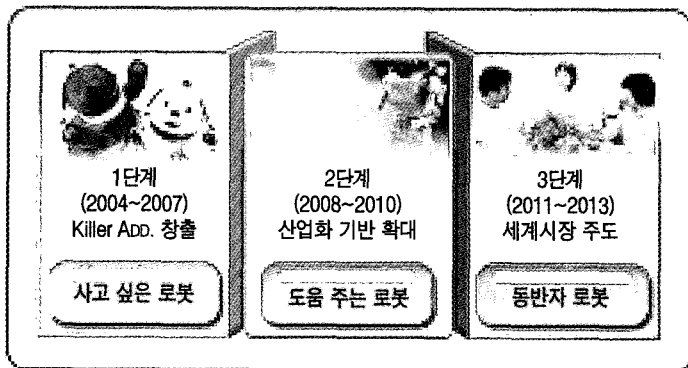 1단계
(2004~2007)
Killer ADD. 창출
사고 싶은 로봇
2단계
(2008~2010)
산업화 기반 확대
도움 주는 로봇
3단계
(2011~2013)
세계시장 주도
동반자 로봇